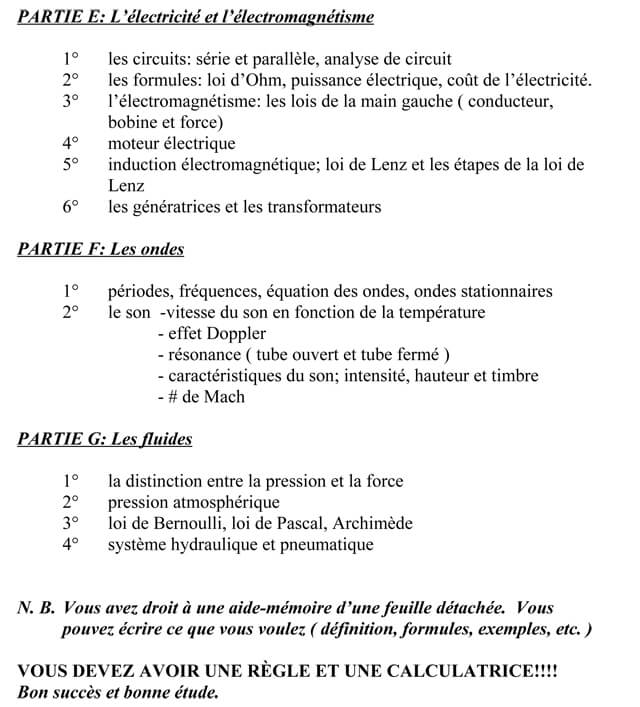 PARTIE E: L’électricité et l’électromagnétisme
1° les circuits: série et parallèle, analyse de circuit
2° les formules: loi d’Ohm, puissance électrique, coût de l’électricité.
3° l’électromagnétisme: les lois de la main gauche ( conducteur,
bobine et force)
4° moteur électrique
5° induction électromagnétique; loi de Lenz et les étapes de la loi de
Lenz
6° les génératrices et les transformateurs
PARTIE F: Les ondes
1° périodes, fréquences, équation des ondes, ondes stationnaires
2° le son -vitesse du son en fonction de la température
- effet Doppler
- résonance ( tube ouvert et tube fermé )
- caractéristiques du son; intensité, hauteur et timbre
- # de Mach
PARTIE G: Les fluides
1° la distinction entre la pression et la force
2° pression atmosphérique
3° loi de Bernoulli, loi de Pascal, Archimède
4° système hydraulique et pneumatique
N. B. Vous avez droit à une aide-mémoire d’une feuille détachée. Vous
pouvez écrire ce que vous voulez ( définition, formules, exemples, etc. )
VOUS DEVEZ AVOIR UNE RÈGLE ET UNE CALCULATRICE!!!!
Bon succès et bonne étude.